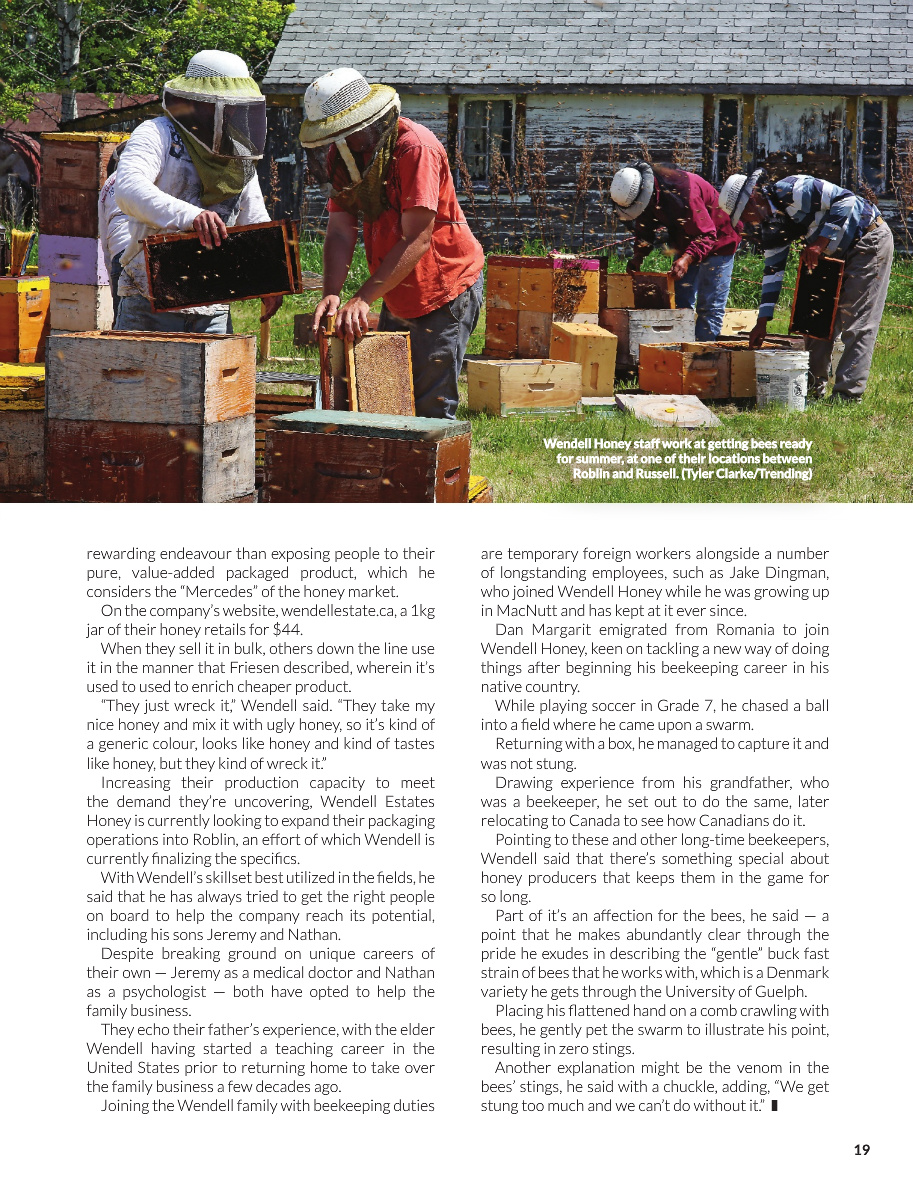 Wendell Honey staff work at getting bees ready
for summer, at one of their locations between
Roblin and Russell. (Tyler Clarke/Trending)
rewarding endeavour than exposing people to their
pure, value-added packaged product, which he
considers the “Mercedes” of the honey market.
On the company’s website, wendellestate.ca, a 1kg
jar of their honey retails for $44.
When they sell it in bulk, others down the line use
it in the manner that Friesen described, wherein it’s
used to used to enrich cheaper product.
“They just wreck it,” Wendell said. “They take my
nice honey and mix it with ugly honey, so it’s kind of
a generic colour, looks like honey and kind of tastes
like honey, but they kind of wreck it.”
Increasing their production capacity to meet
the demand they’re uncovering, Wendell Estates
Honey is currently looking to expand their packaging
operations into Roblin, an effort of which Wendell is
currently finalizing the specifics.
With Wendell’s skillset best utilized in the fields, he
said that he has always tried to get the right people
on board to help the company reach its potential,
including his sons Jeremy and Nathan.
Despite breaking ground on unique careers of
their own — Jeremy as a medical doctor and Nathan
as a psychologist — both have opted to help the
family business.
They echo their father’s experience, with the elder
Wendell having started a teaching career in the
United States prior to returning home to take over
the family business a few decades ago.
Joining the Wendell family with beekeeping duties
are temporary foreign workers alongside a number
of longstanding employees, such as Jake Dingman,
who joined Wendell Honey while he was growing up
in MacNutt and has kept at it ever since.
Dan Margarit emigrated from Romania to join
Wendell Honey, keen on tackling a new way of doing
things after beginning his beekeeping career in his
native country.
While playing soccer in Grade 7, he chased a ball
into a field where he came upon a swarm.
Returning with a box, he managed to capture it and
was not stung.
Drawing experience from his grandfather, who
was a beekeeper, he set out to do the same, later
relocating to Canada to see how Canadians do it.
Pointing to these and other long-time beekeepers,
Wendell said that there’s something special about
honey producers that keeps them in the game for
so long.
Part of it’s an affection for the bees, he said — a
point that he makes abundantly clear through the
pride he exudes in describing the “gentle” buck fast
strain of bees that he works with, which is a Denmark
variety he gets through the University of Guelph.
Placing his flattened hand on a comb crawling with
bees, he gently pet the swarm to illustrate his point,
resulting in zero stings.
Another explanation might be the venom in the
bees’ stings, he said with a chuckle, adding, “We get
stung too much and we can’t do without it.”
19